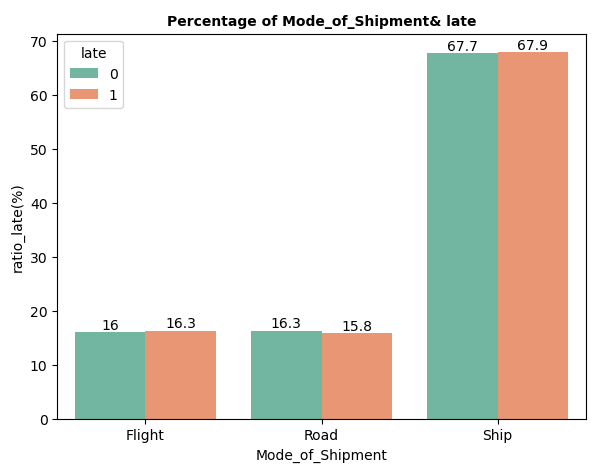 Percentage of Mode_of_Shipment& late
late
0
1
ratio_late(%)
70
60
50
40
30
20
10
0
16
16.3
16.3
15.8
67.7
67.9
Flight
Road
Ship
Mode_of_Shipment